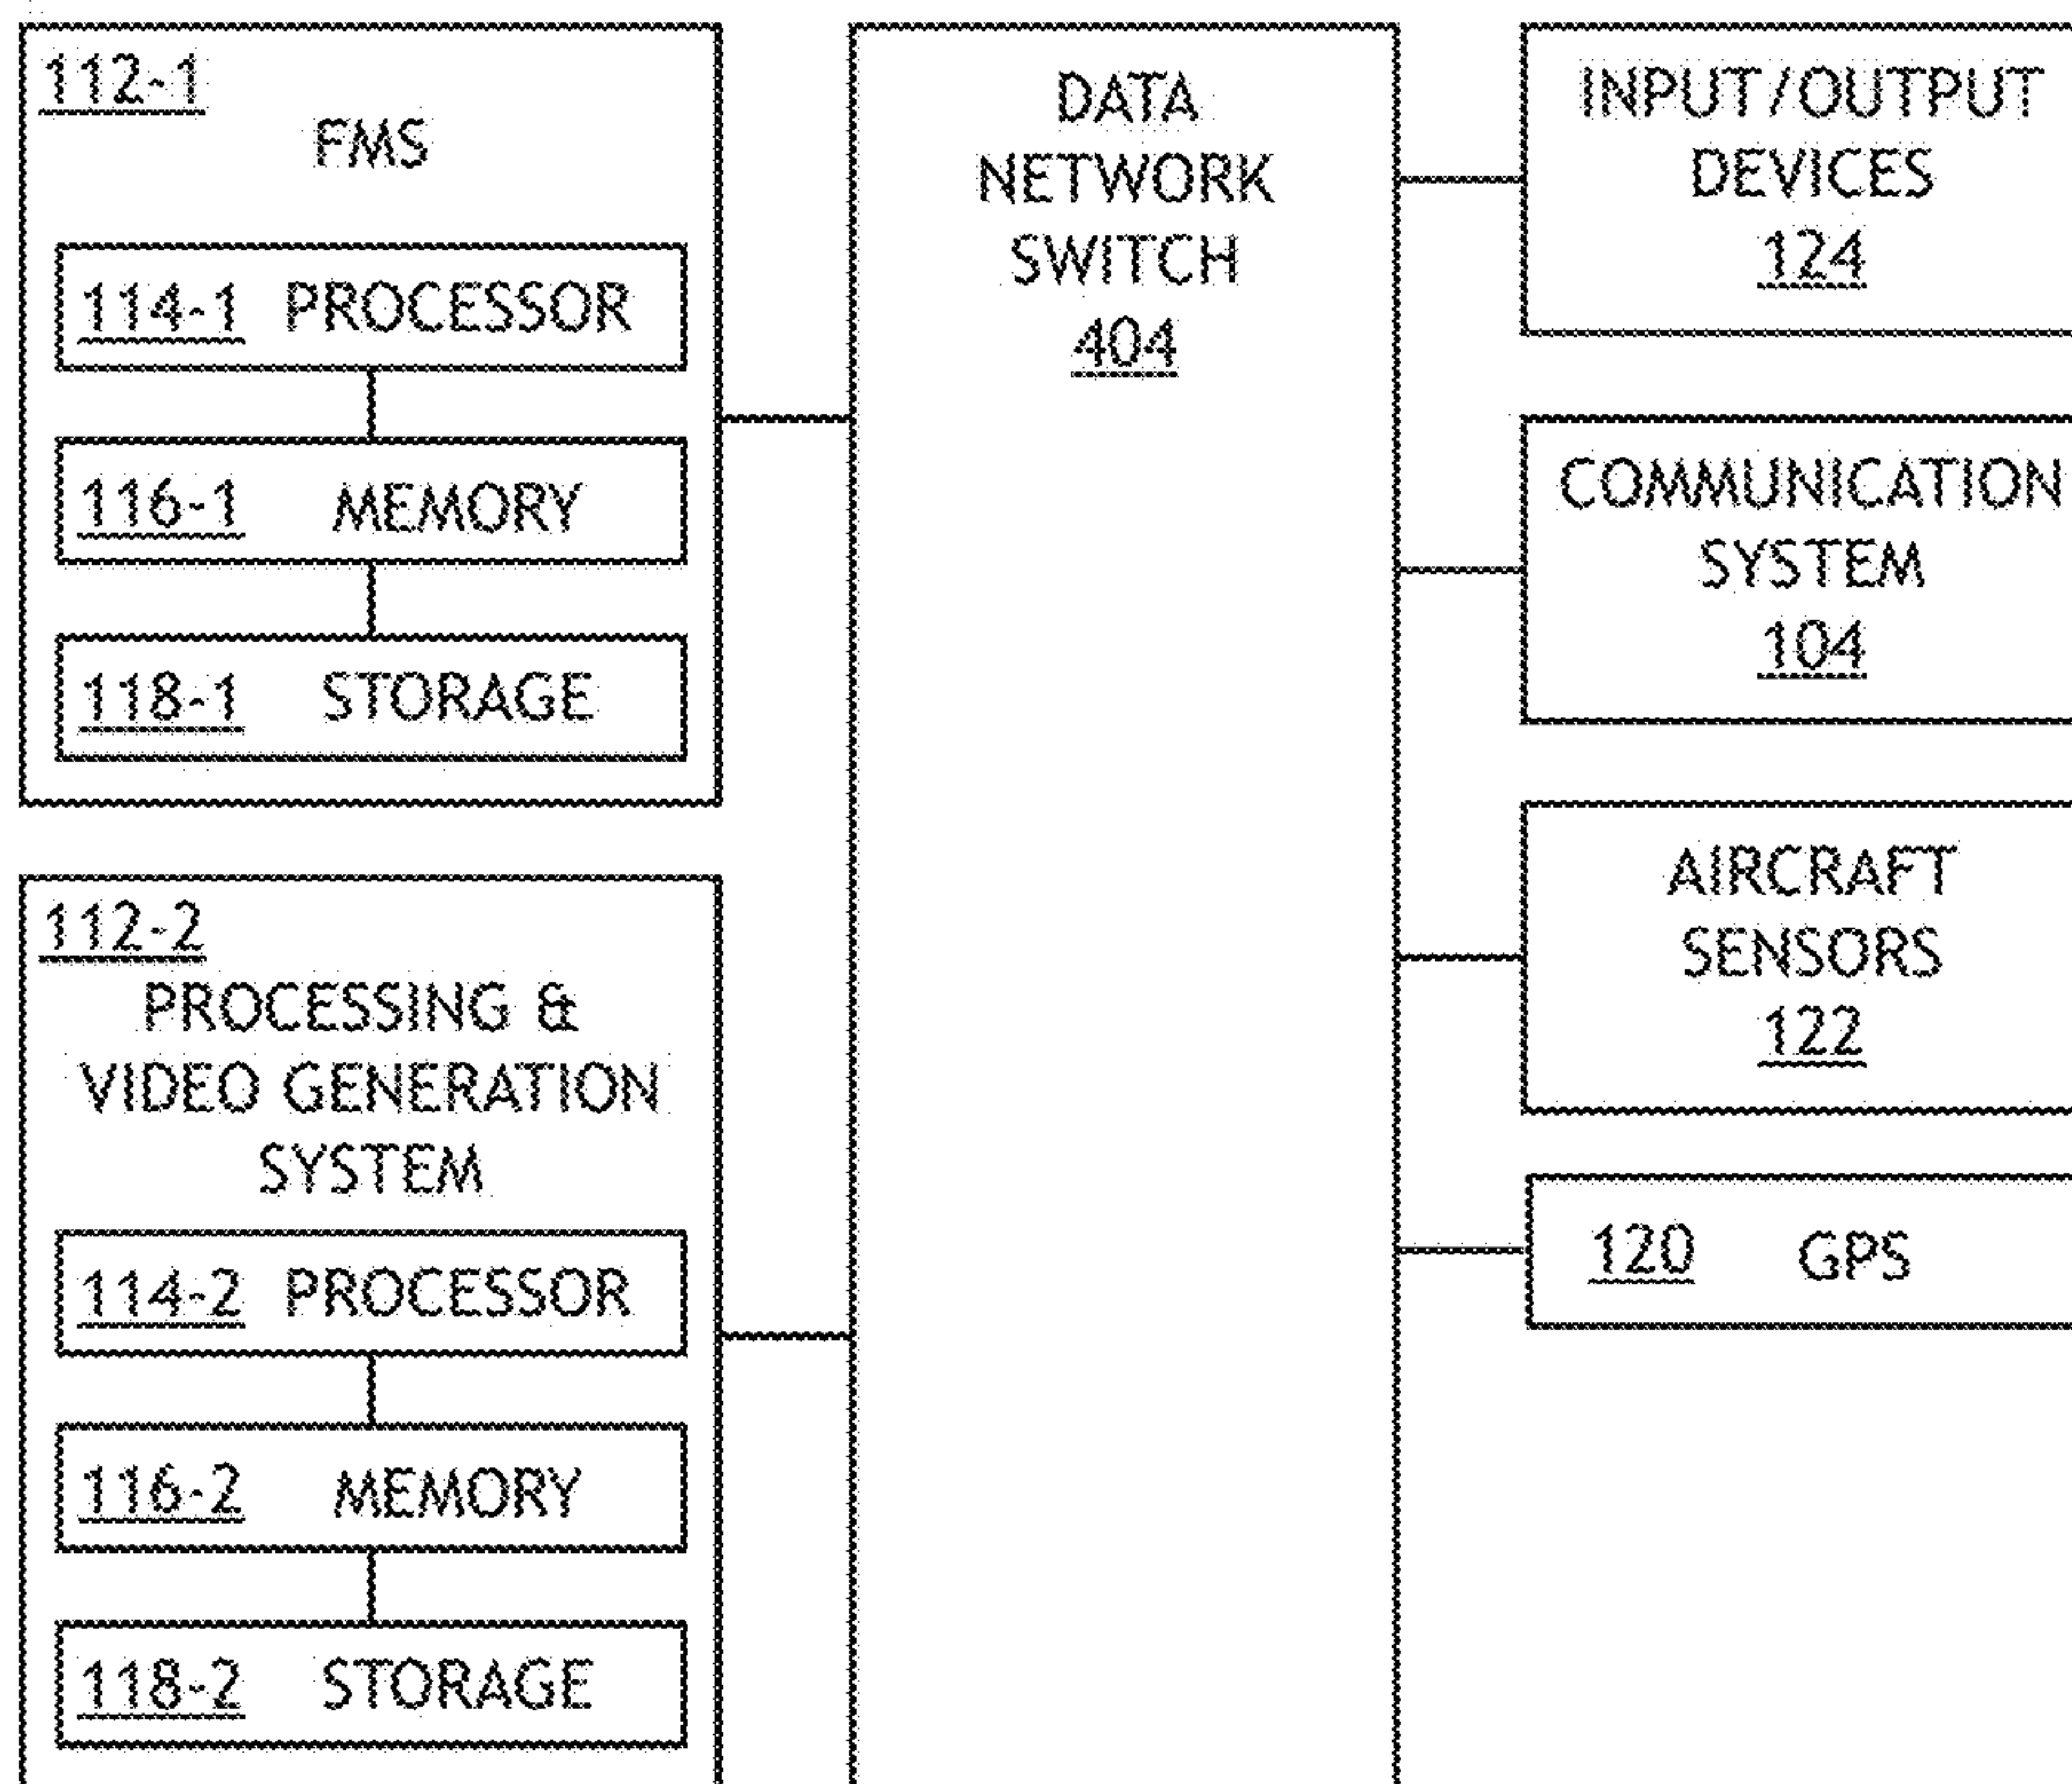 112-1
FMS
114-1 PROCESSOR
116-1 MEMORY
118-1 STORAGE
112-2
PROCESSING &
VIDEO GENERATION
SYSTEM
114-2 PROCESSOR
116-2 MEMORY
118-2 STORAGE
DATA
NETWORK
SWITCH
404
INPUT/OUTPUT
DEVICES
124
COMMUNICATION
SYSTEM
104
AIRCRAFT
SENSORS
122
120 GPS